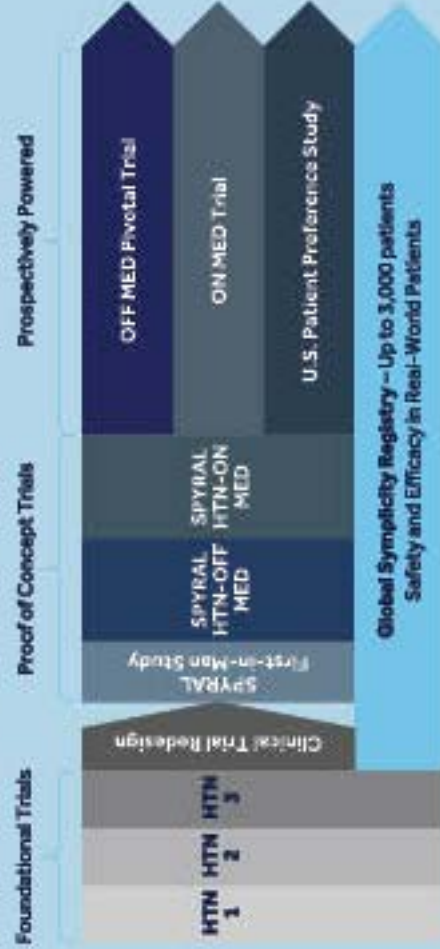 Foundational Trials
Proof of Concept Trials
Prospectively Powered
HTN
1
HTN
2
HTN
3
Clinical Trial Redesign
SPYRAL
First-in-Man Study
SPYRAL
HTN-OFF
MED
SPYRAL
HTN-ON
MED
OFF MED Pivotal Trial
ON MED Trial
U.S. Patient Preference Study
Global Symplicity Registry – Up to 3,000 patients
Safety and Efficacy in Real-World Patients